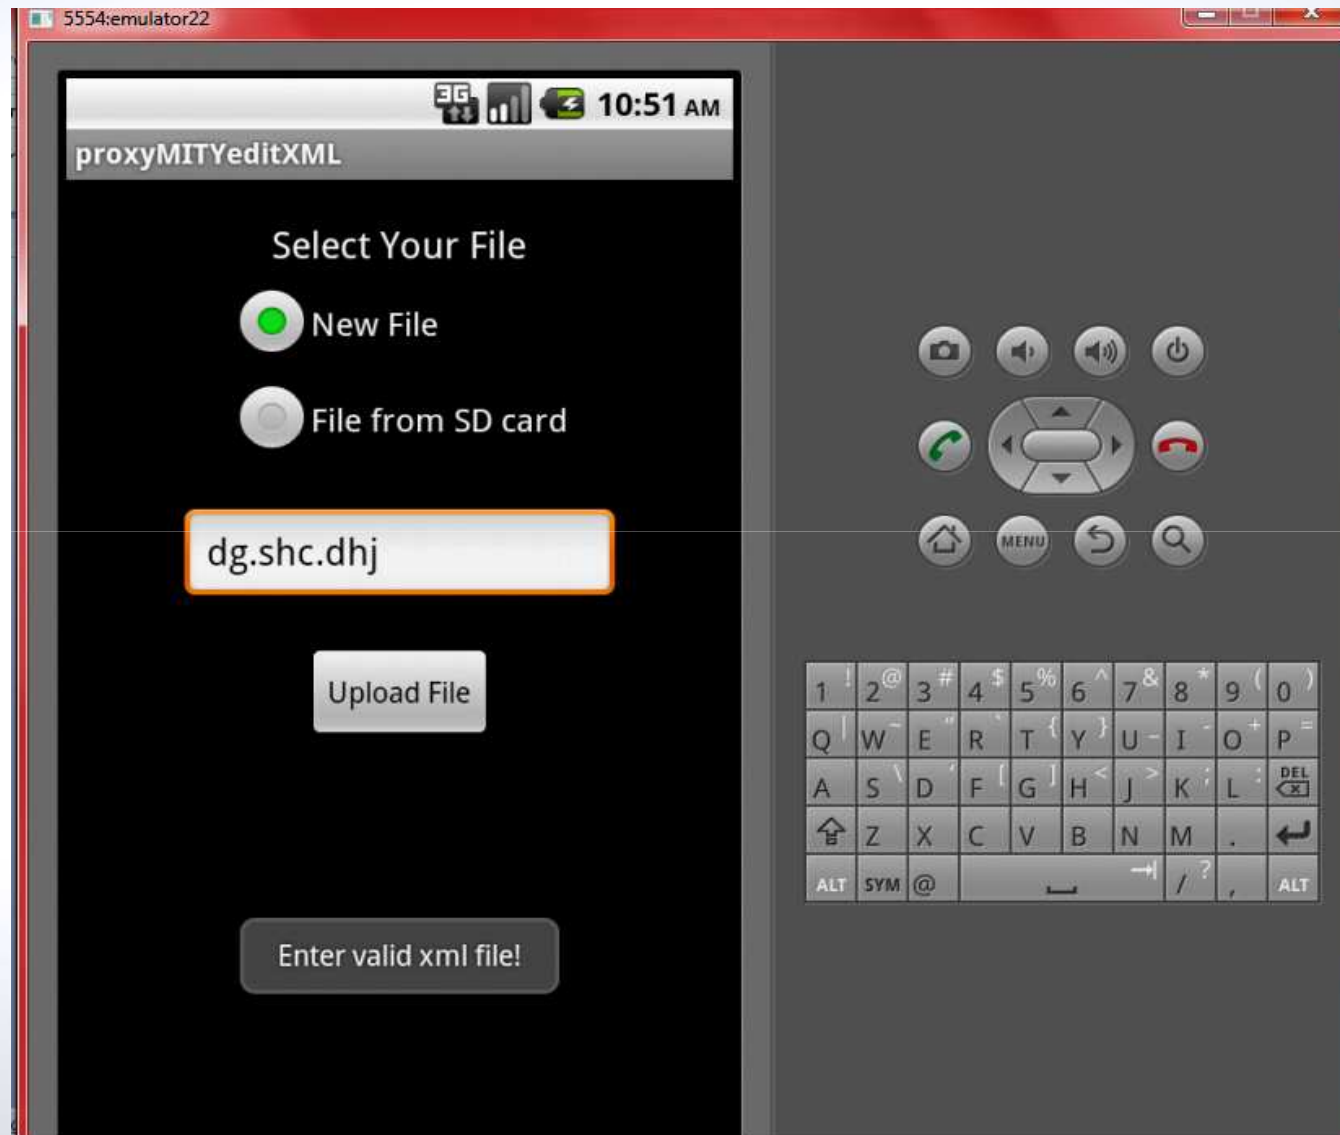 5554:emulator22
3G 10:51 AM
proxyMITYeditXML
Select Your File
New File
File from SD card
dg.shc.dhj
Upload File
Enter valid xml file!
MENU
1 ! 2 @ 3 # 4 $ 5 % 6 ^ 7 & 8 * 9 ( 0 )
Q | W ~ E " R ` T { Y } U _ I - O + P =
A S \ D ' F [ G ] H < J > K ; L : DEL
Z X C V B N M .
ALT SYM @ / ? , ALT